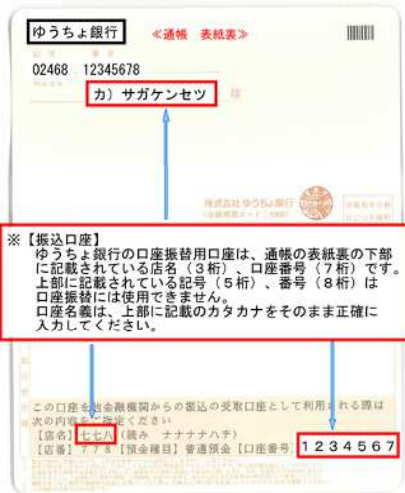 ゆうちょ銀行 ≪通帳 表紙裏≫
記号 番号
02468 12345678
カ）サガケンセツ 様
株式会社 ゆうちょ銀行
※【振込口座】
ゆうちょ銀行の口座振替用口座は、通帳の表紙裏の下部
に記載されている店名（３桁）、口座番号（７桁）です。
上部に記載されている記号（５桁）、番号（８桁）は
口座振替には使用できません。
口座名義は、上部に記載のカタカナをそのまま正確に
入力してください。
この口座を他金融機関からの振込の受取口座として利用される際は
次の内容をご指定ください
【店名】七七八（読み ナナナナハチ）
【店番】７７８【預金種目】普通預金【口座番号】１２３４５６７